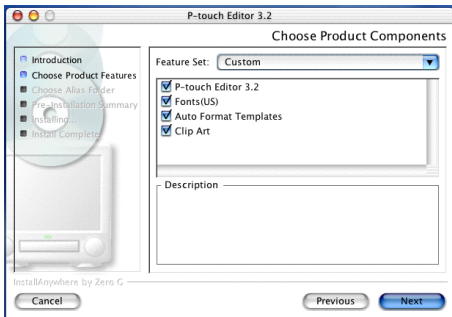 P-touch Editor 3.2
Choose Product Components
Introduction
Choose Product Features
Choose Alias Folder
Pre-Installation Summary
Installing...
Install Complete
Feature Set: Custom
P-touch Editor 3.2
Fonts(US)
Auto Format Templates
Clip Art
Description
InstallAnywhere by Zero G
Cancel
Previous
Next